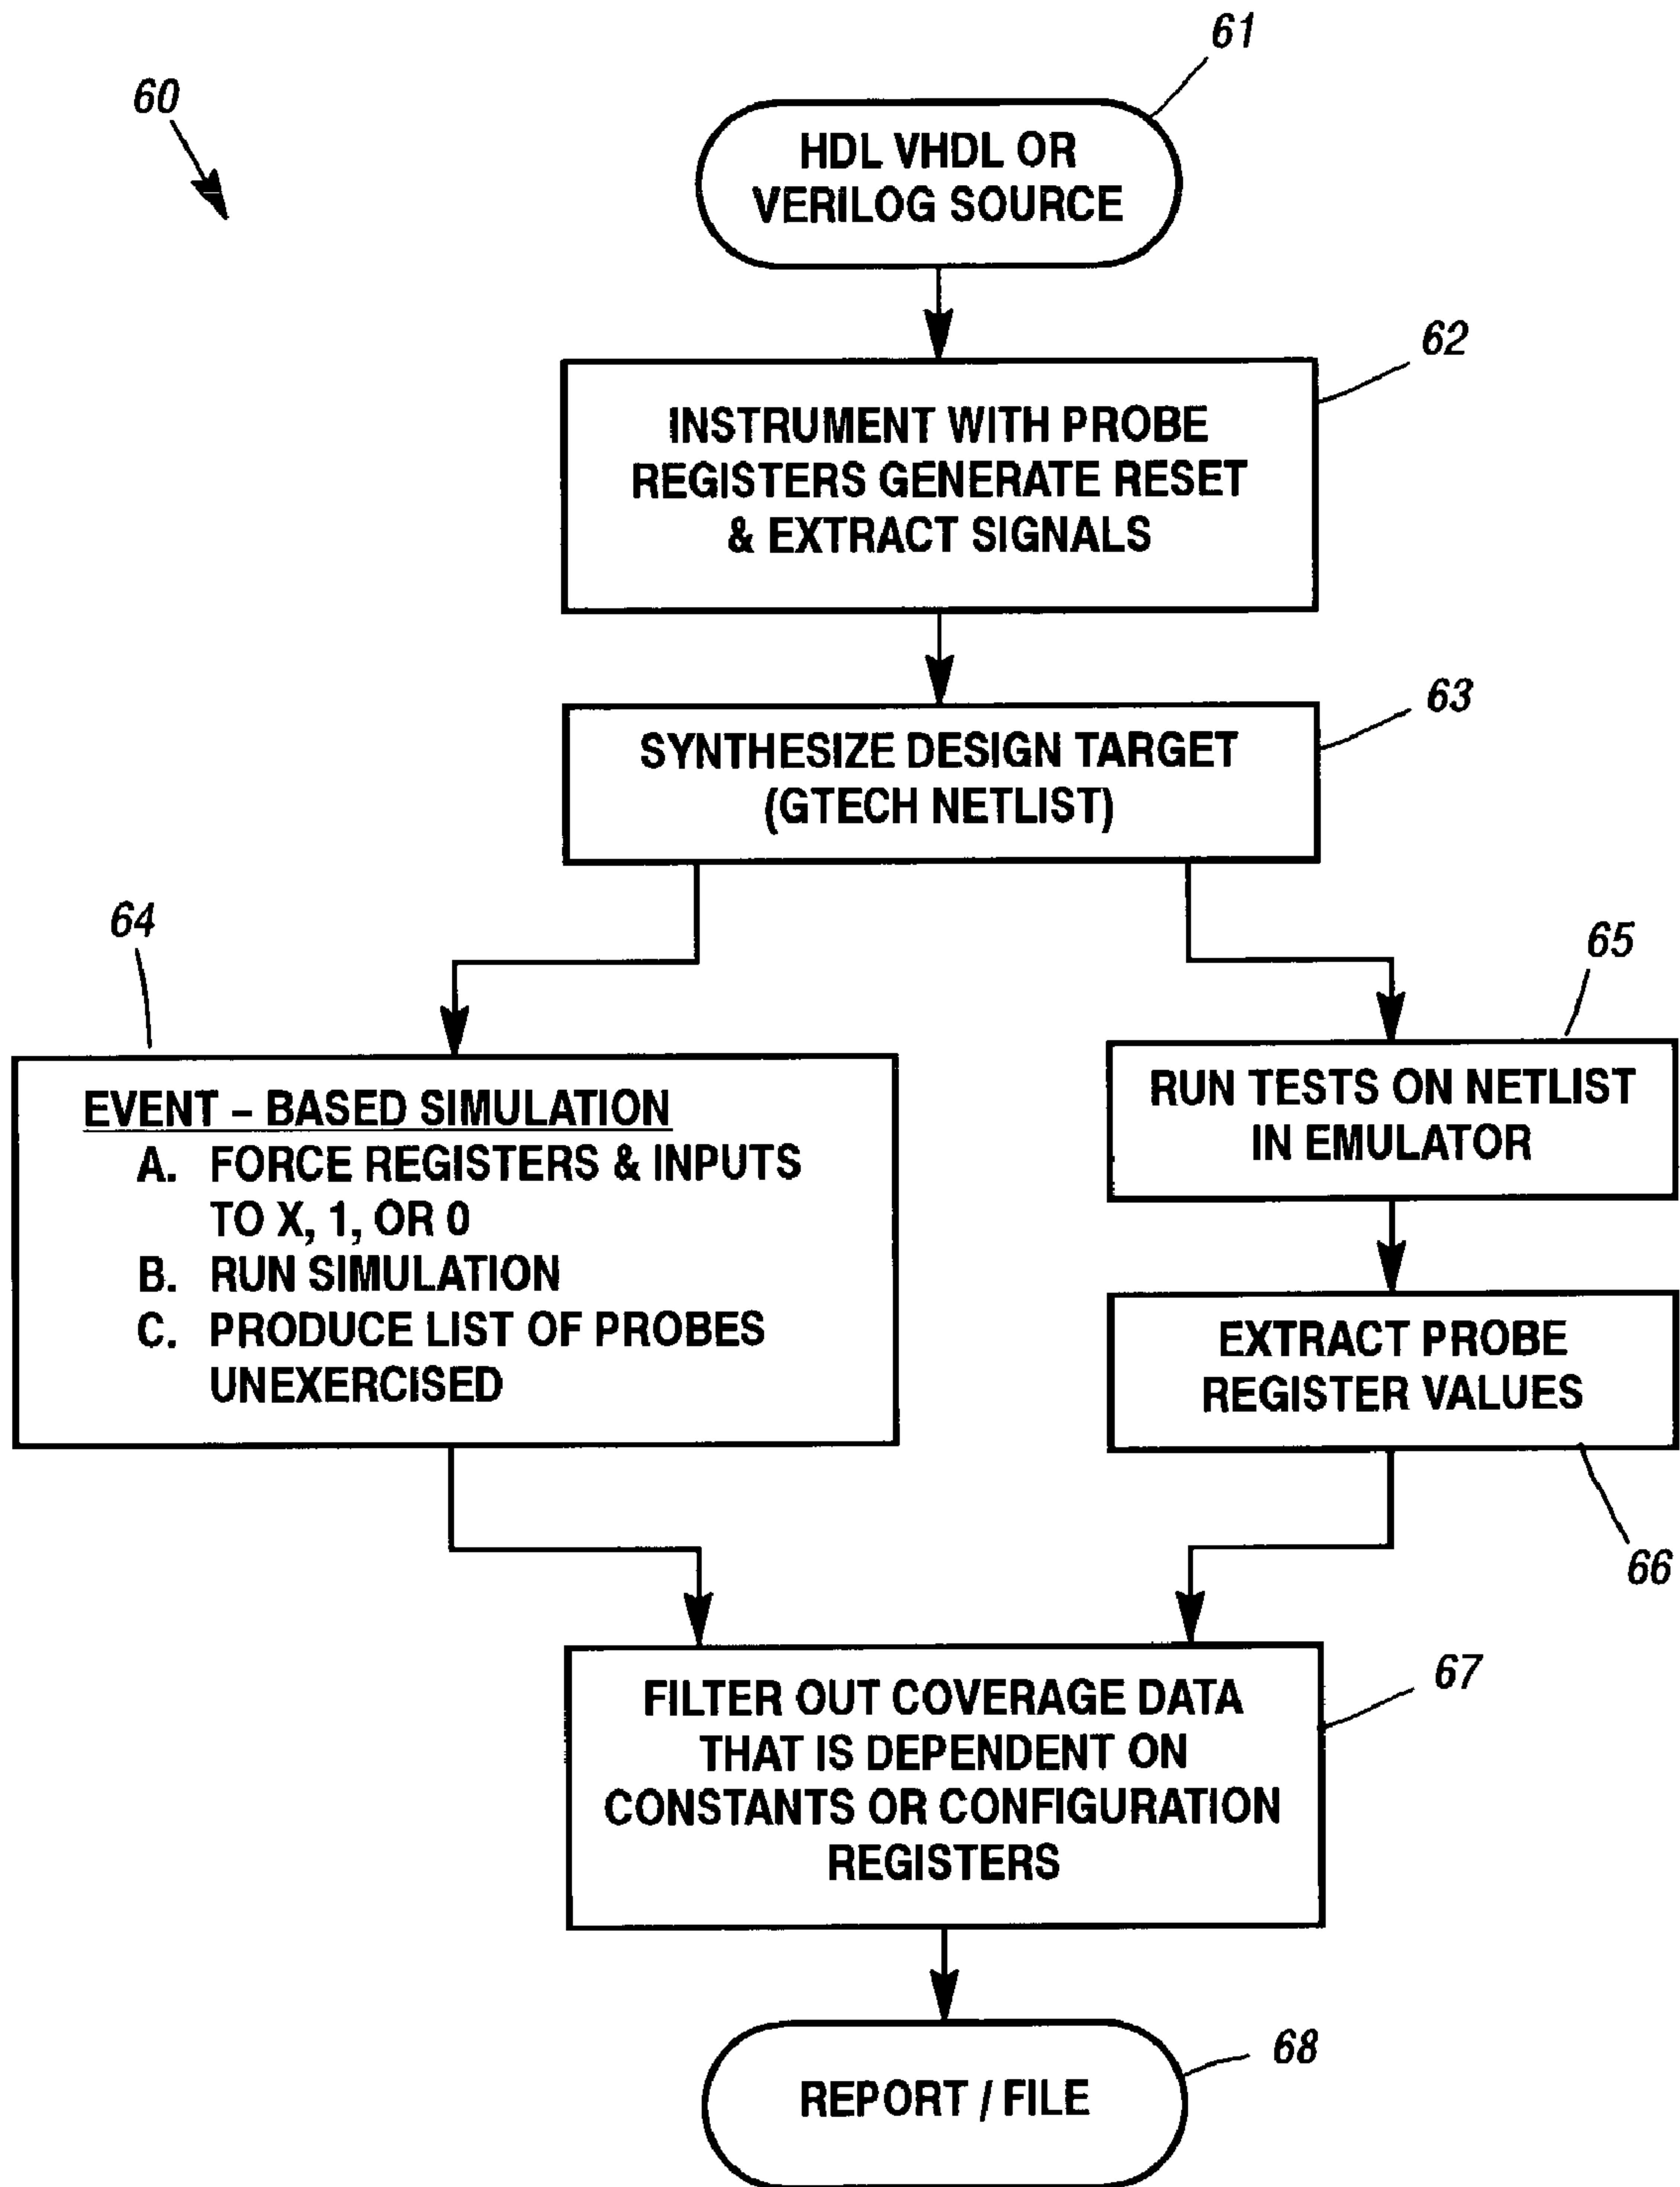 60
61
HDL VHDL OR
VERILOG SOURCE
62
INSTRUMENT WITH PROBE
REGISTERS GENERATE RESET
& EXTRACT SIGNALS
63
SYNTHESIZE DESIGN TARGET
(GTECH NETLIST)
64
EVENT – BASED SIMULATION
A. FORCE REGISTERS & INPUTS
TO X, 1, OR 0
B. RUN SIMULATION
C. PRODUCE LIST OF PROBES
UNEXERCISED
65
RUN TESTS ON NETLIST
IN EMULATOR
EXTRACT PROBE
REGISTER VALUES
66
67
FILTER OUT COVERAGE DATA
THAT IS DEPENDENT ON
CONSTANTS OR CONFIGURATION
REGISTERS
68
REPORT / FILE